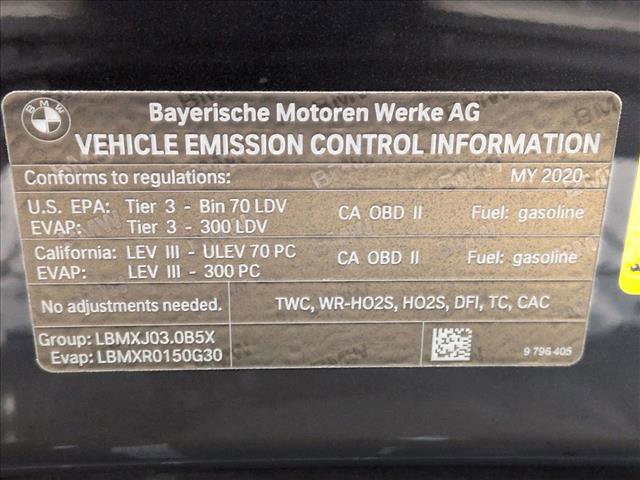 BMW
Bayerische Motoren Werke AG
VEHICLE EMISSION CONTROL INFORMATION
Conforms to regulations: MY 2020
U.S. EPA: Tier 3 - Bin 70 LDV CA OBD II Fuel: gasoline
EVAP: Tier 3 - 300 LDV
California: LEV III - ULEV 70 PC CA OBD II Fuel: gasoline
EVAP: LEV III - 300 PC
No adjustments needed. TWC, WR-HO2S, HO2S, DFI, TC, CAC
Group: LBMXJ03.0B5X
Evap: LBMXR0150G30
9 796 405